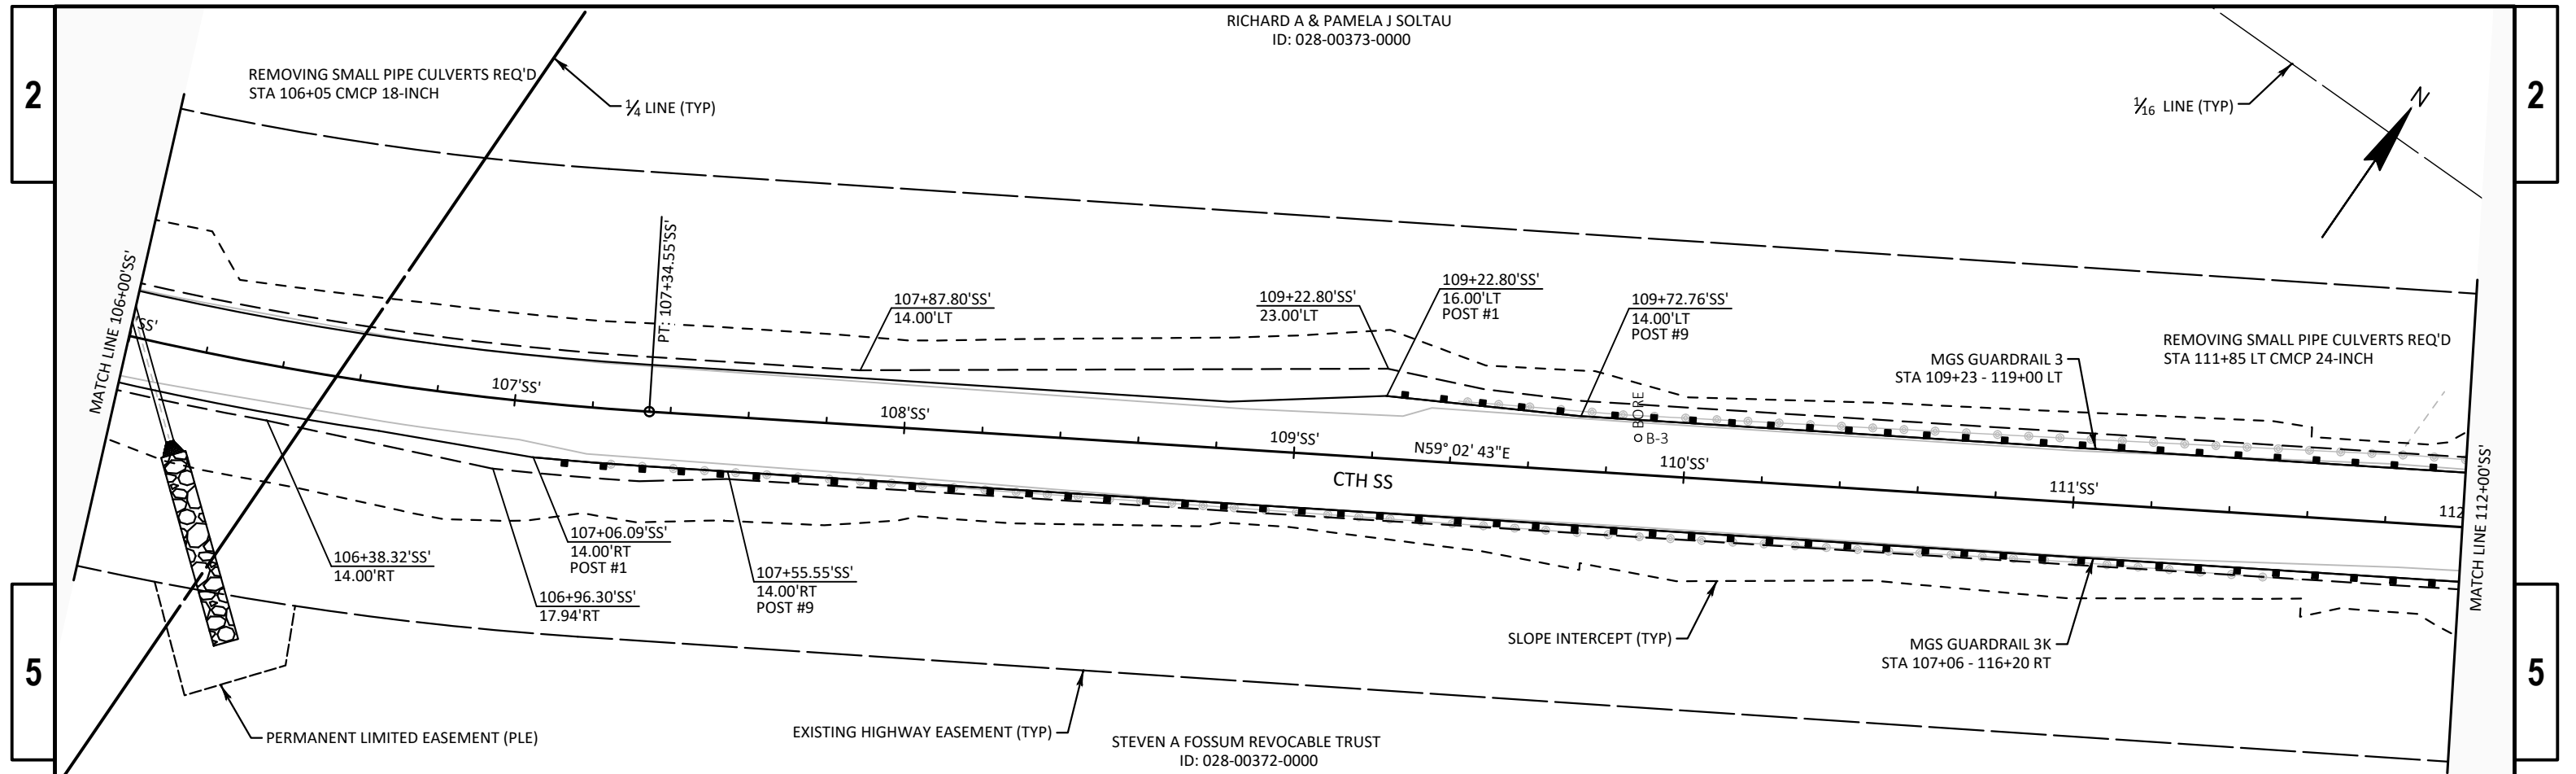 2
2
5
5
RICHARD A & PAMELA J SOLTAU
ID: 028-00373-0000
REMOVING SMALL PIPE CULVERTS REQ'D
STA 106+05 CMCP 18-INCH
1/4 LINE (TYP)
1/16 LINE (TYP)
N
MATCH LINE 106+00'SS'
'SS'
PT: 107+34.55'SS'
107+87.80'SS'
14.00'LT
109+22.80'SS'
23.00'LT
109+22.80'SS'
16.00'LT
POST #1
109+72.76'SS'
14.00'LT
POST #9
MGS GUARDRAIL 3
STA 109+23 - 119+00 LT
REMOVING SMALL PIPE CULVERTS REQ'D
STA 111+85 LT CMCP 24-INCH
107'SS'
108'SS'
109'SS'
N59° 02' 43"E
BORE
B-3
110'SS'
111'SS'
112
CTH SS
MATCH LINE 112+00'SS'
106+38.32'SS'
14.00'RT
107+06.09'SS'
14.00'RT
POST #1
106+96.30'SS'
17.94'RT
107+55.55'SS'
14.00'RT
POST #9
SLOPE INTERCEPT (TYP)
MGS GUARDRAIL 3K
STA 107+06 - 116+20 RT
PERMANENT LIMITED EASEMENT (PLE)
EXISTING HIGHWAY EASEMENT (TYP)
STEVEN A FOSSUM REVOCABLE TRUST
ID: 028-00372-0000